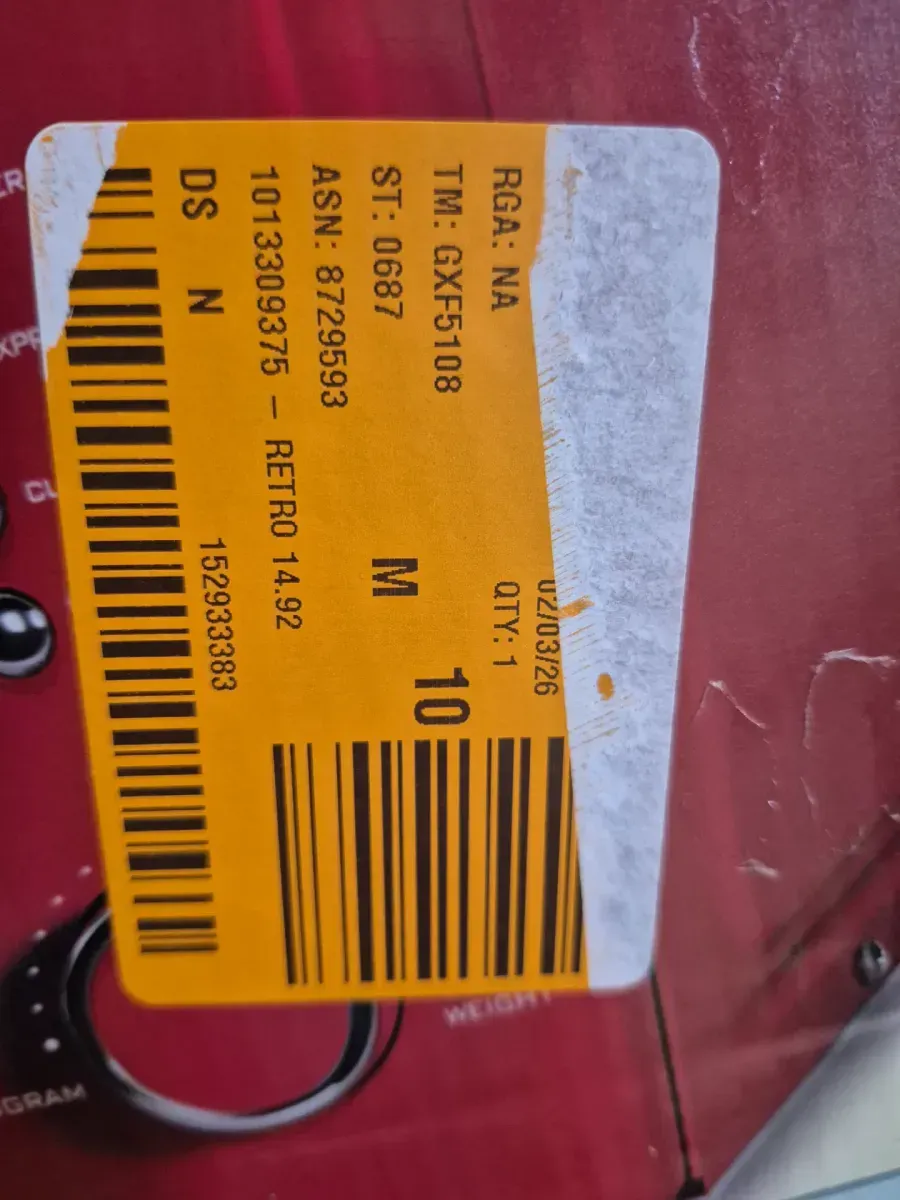 02/03/26
RGA: NA QTY: 1
TM: GXF5108 10
ST: 0687 M
ASN: 8729593
1013309375 - RETRO 14.92
DS N 152933383
WEIGHT